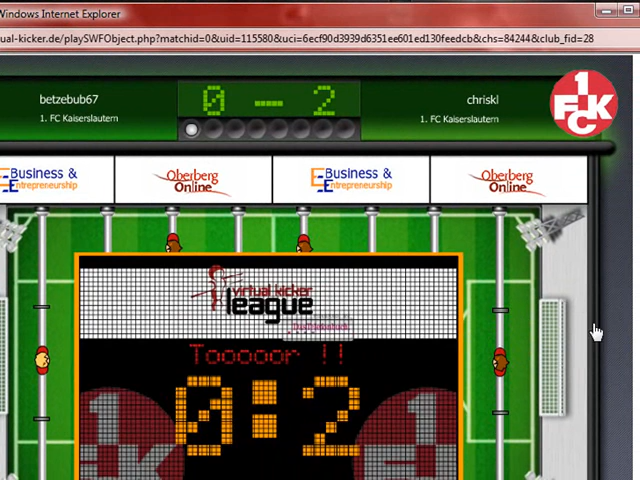 Windows Internet Explorer
ual-kicker.de/playSWFObject.php?matchid=0&uid=115580&uci=6ecf90d3939d6351ee601ed130feedcb&chs=84244&club_fid=28
betzebub67
1. FC Kaiserslautern
0 — 2
chriskl
1. FC Kaiserslautern
1 FCK
Business & Entrepreneurship
Oberberg Online
Business & Entrepreneurship
Oberberg Online
virtual kicker
league
DasTelefonbuch
Tooooor !!
0:2